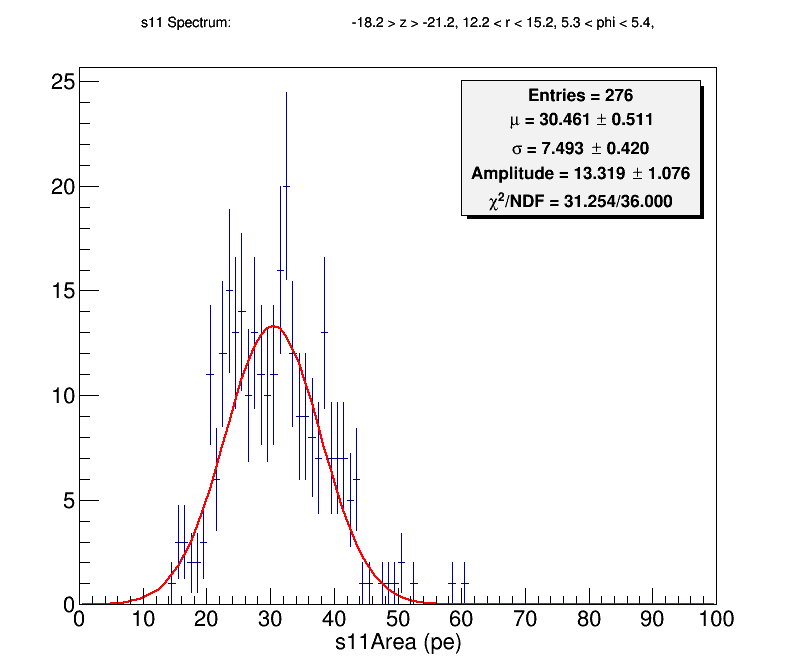 s11 Spectrum: -18.2 > z > -21.2, 12.2 < r < 15.2, 5.3 < phi < 5.4,
Entries = 276
μ = 30.461 ± 0.511
σ = 7.493 ± 0.420
Amplitude = 13.319 ± 1.076
χ²/NDF = 31.254/36.000
25
20
15
10
5
0
0 10 20 30 40 50 60 70 80 90 100
s11Area (pe)